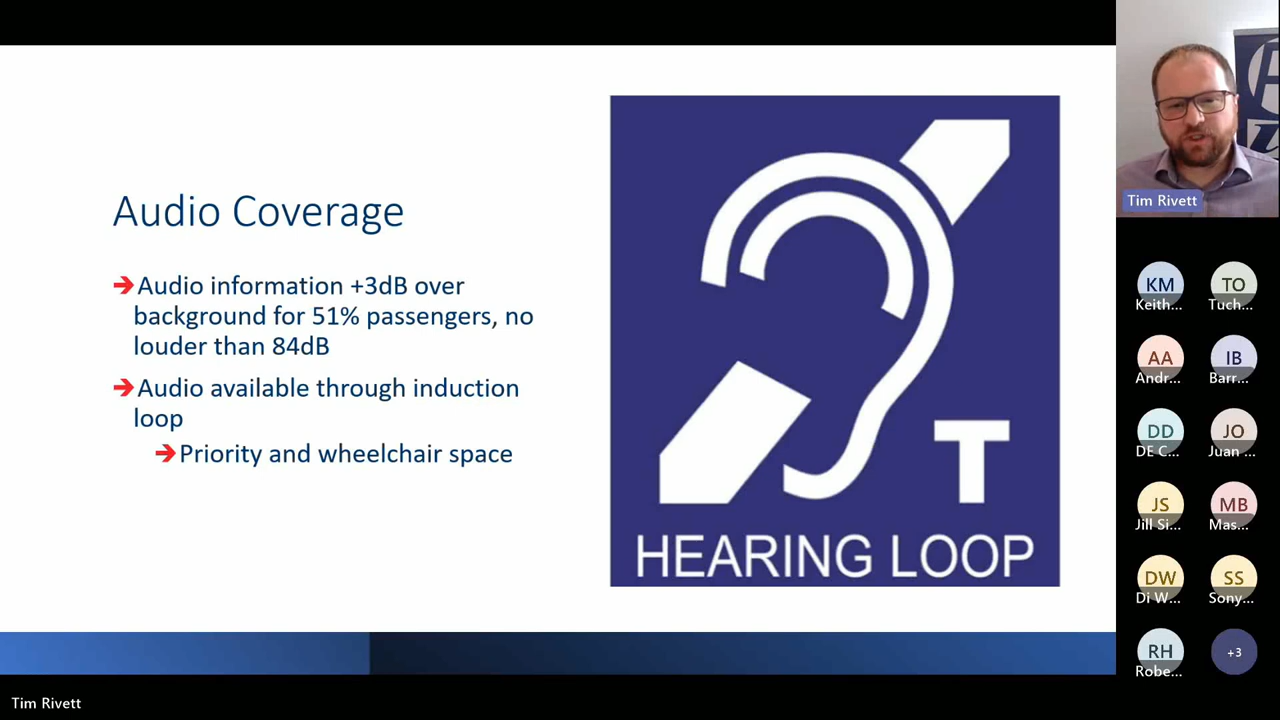 Audio Coverage
➔Audio information +3dB over
background for 51% passengers, no
louder than 84dB
➔Audio available through induction
loop
➔Priority and wheelchair space
T
HEARING LOOP
Tim Rivett
KM
Keith...
TO
Tuch...
AA
Andr...
IB
Barr...
DD
DE C...
JO
Juan ...
JS
Jill Si...
MB
Mas...
DW
Di W...
SS
Sony...
RH
Robe...
+3
Tim Rivett